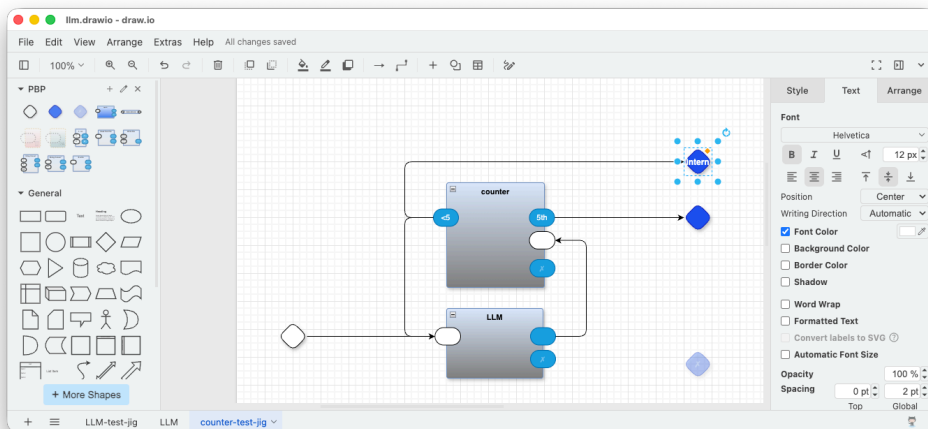 llm.drawio - draw.io
File Edit View Arrange Extras Help All changes saved
100%
PBP
General
Text
+ More Shapes
Intern
counter
<5
5th
LLM
Style Text Arrange
Font
Helvetica
B I U 12 px
Position Center
Writing Direction Automatic
Font Color
Background Color
Border Color
Shadow
Word Wrap
Formatted Text
Convert labels to SVG
Automatic Font Size
Opacity 100 %
Spacing 0 pt 2 pt
Top Global
LLM-test-jig LLM counter-test-jig